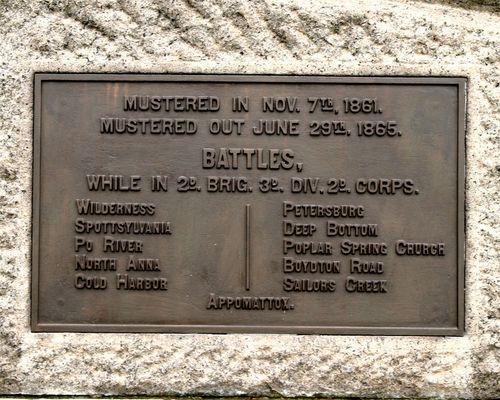 MUSTERED IN NOV. 7TH, 1861.
MUSTERED OUT JUNE 29TH. 1865.
BATTLES,
WHILE IN 2D. BRIG. 3D. DIV. 2D. CORPS.
WILDERNESS
SPOTTSYLVANIA
PO RIVER
NORTH ANNA
COLD HARBOR
PETERSBURG
DEEP BOTTOM
POPLAR SPRING CHURCH
BOYDTON ROAD
SAILORS CREEK
APPOMATTOX.